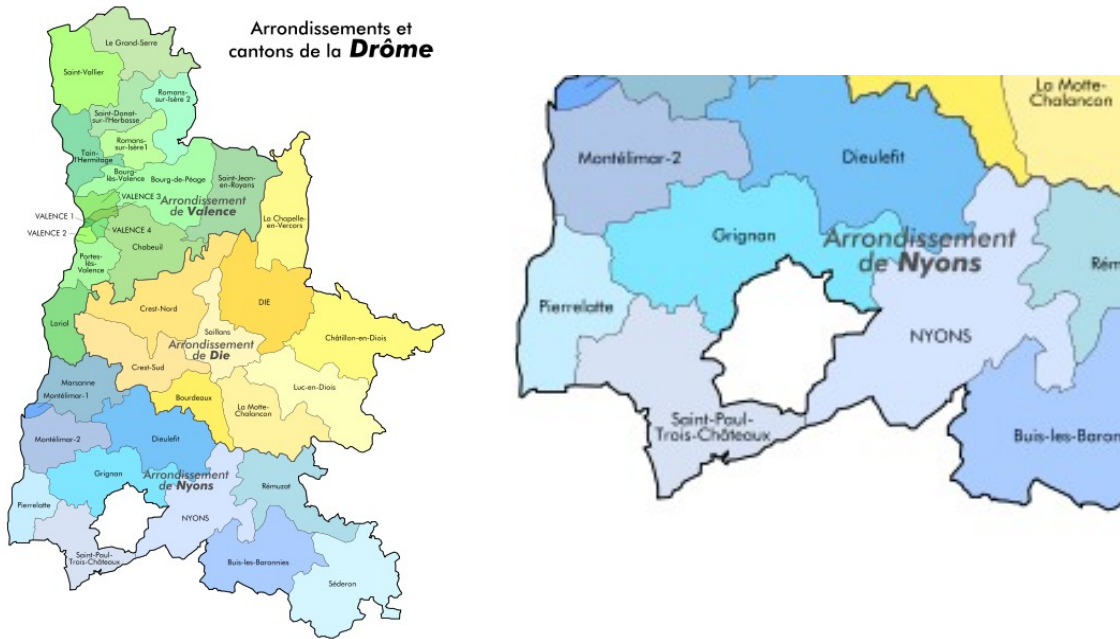 Arrondissements et
cantons de la Drôme
Le Grand-Serre
Saint-Vallier
Romans-
sur-Isère 2
Saint-Donat-
sur-l'Herbasse
Romans-
sur-Isère1
Tain-
l'Hermitage
Bourg-
lès-Valence
Bourg-de-Péage
Saint-Jean-
en-Royans
VALENCE 3
Arrondissement
de Valence
VALENCE 1
VALENCE 2
VALENCE 4
Chabeuil
La Chapelle-
en-Vercors
Portes-
lès-
Valence
Loriol
Crest-Nord
DIE
Saillans
Châtillon-en-Diois
Arrondissement
de Die
Crest-Sud
Marsanne
Montélimar-1
Bourdeaux
Luc-en-Diois
La Motte-
Chalancon
Montélimar-2
Dieulefit
Grignan
Arrondissement
de Nyons
Rémuzat
Pierrelatte
NYONS
Saint-Paul-
Trois-Châteaux
Buis-les-Baronnies
Séderon
La Motte-
Chalancon
Montélimar-2
Dieulefit
Grignan
Arrondissement
de Nyons
Rém
Pierrelatte
NYONS
Saint-Paul-
Trois-Châteaux
Buis-les-Baron